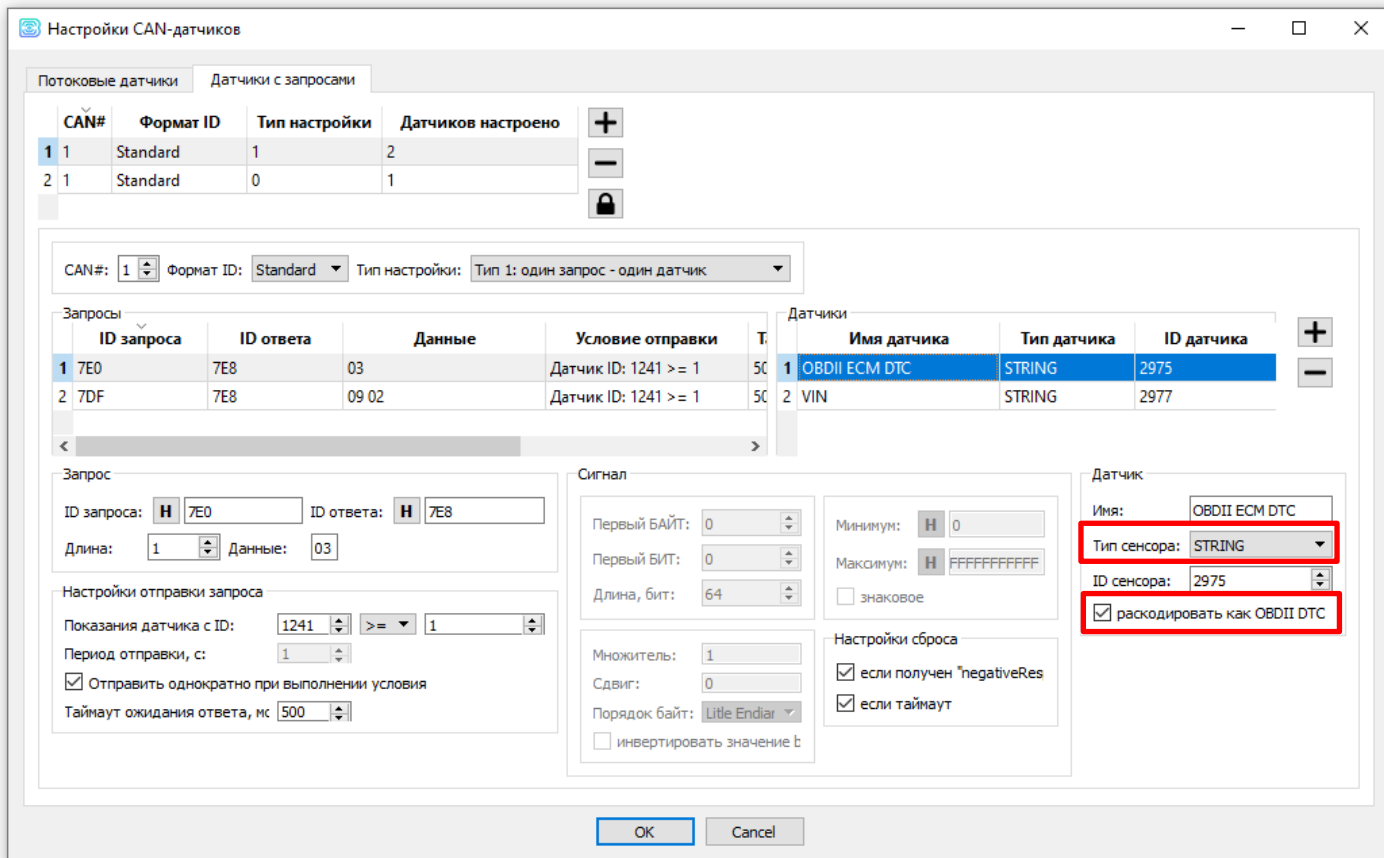 Настройки CAN-датчиков
Потоковые датчики Датчики с запросами
CAN# Формат ID Тип настройки Датчиков настроено
1 1 Standard 1 2
2 1 Standard 0 1
CAN#: 1 Формат ID: Standard Тип настройки: Тип 1: один запрос - один датчик
Запросы
ID запроса ID ответа Данные Условие отправки Т
1 7E0 7E8 03 Датчик ID: 1241 >= 1 50
2 7DF 7E8 09 02 Датчик ID: 1241 >= 1 50
Датчики
Имя датчика Тип датчика ID датчика
1 OBDII ECM DTC STRING 2975
2 VIN STRING 2977
Запрос
ID запроса: H 7E0 ID ответа: H 7E8
Длина: 1 Данные: 03
Настройки отправки запроса
Показания датчика с ID: 1241 >= 1
Период отправки, с: 1
Отправить однократно при выполнении условия
Таймаут ожидания ответа, мс 500
Сигнал
Первый БАЙТ: 0
Первый БИТ: 0
Длина, бит: 64
Множитель: 1
Сдвиг: 0
Порядок байт: Litle Endiar
инвертировать значение b
Минимум: H 0
Максимум: H FFFFFFFFFFF
знаковое
Настройки сброса
если получен "negativeRes
если таймаут
Датчик
Имя: OBDII ECM DTC
Тип сенсора: STRING
ID сенсора: 2975
раскодировать как OBDII DTC
OK Cancel